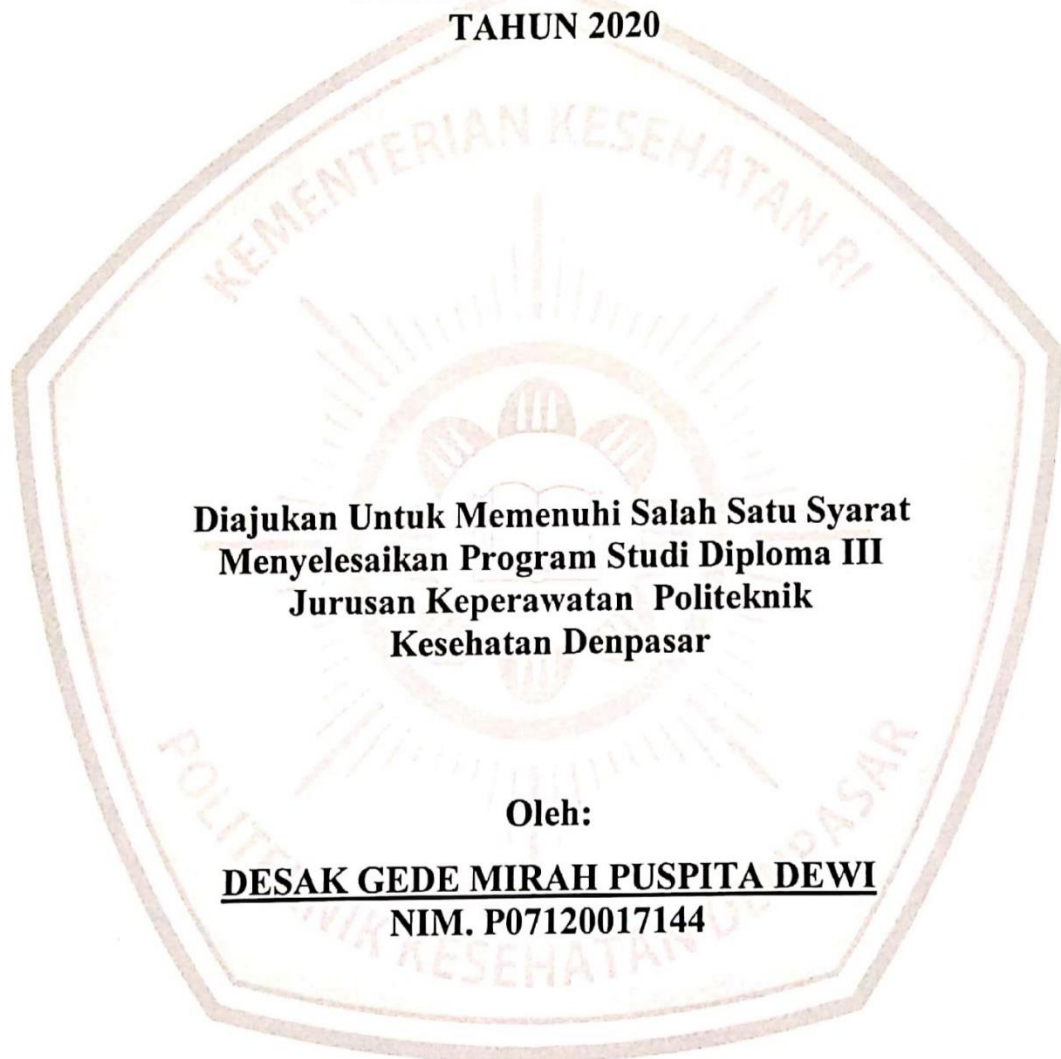 TAHUN 2020
KEMENTERIAN KESEHATAN RI
Diajukan Untuk Memenuhi Salah Satu Syarat
Menyelesaikan Program Studi Diploma III
Jurusan Keperawatan Politeknik
Kesehatan Denpasar
Oleh:
DESAK GEDE MIRAH PUSPITA DEWI
NIM. P07120017144
POLITEKNIK KESEHATAN DENPASAR